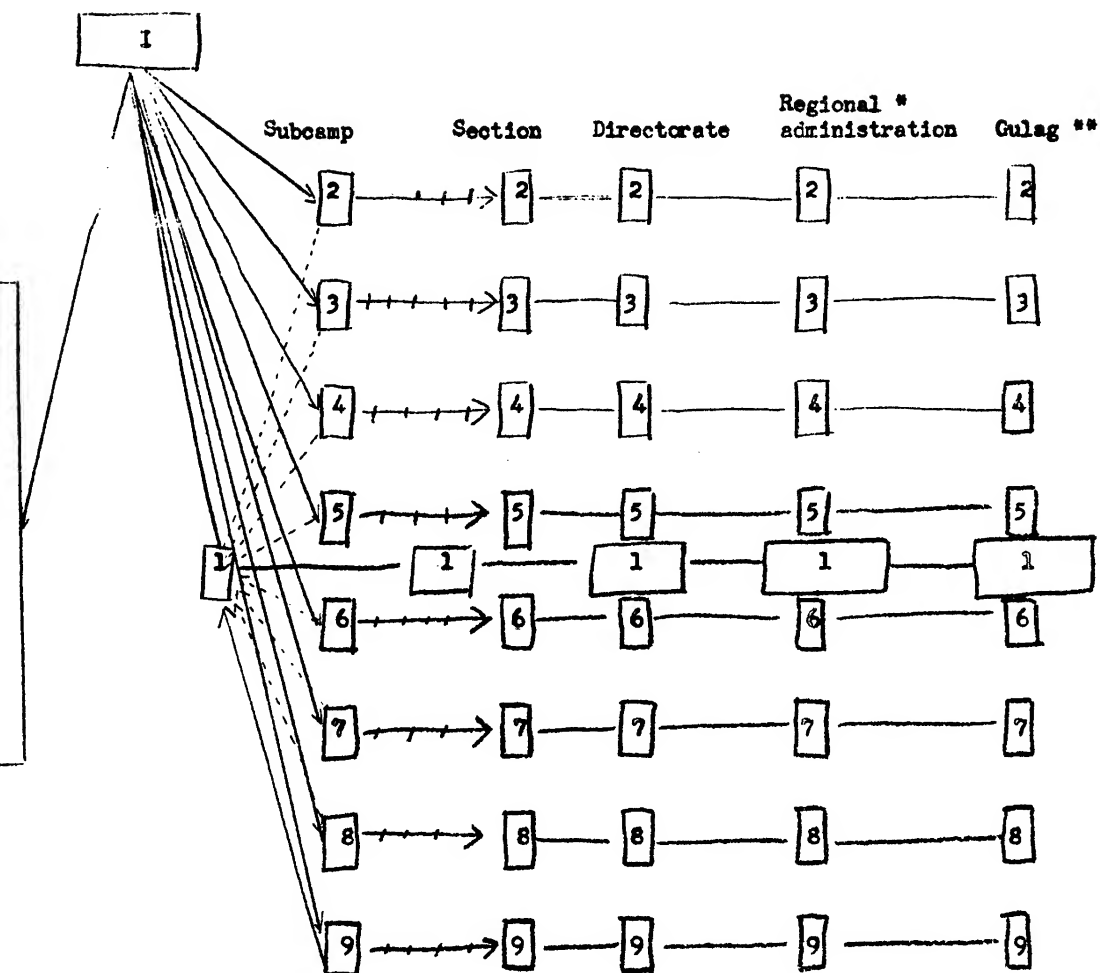 I
Regional *
Subcamp Section Directorate administration Gulag **
2 2 2 2 2
3 3 3 3 3
4 4 4 4 4
5 5 5 5 5
1 1 1 1 1
6 6 6 6 6
7 7 7 7 7
8 8 8 8 8
9 9 9 9 9